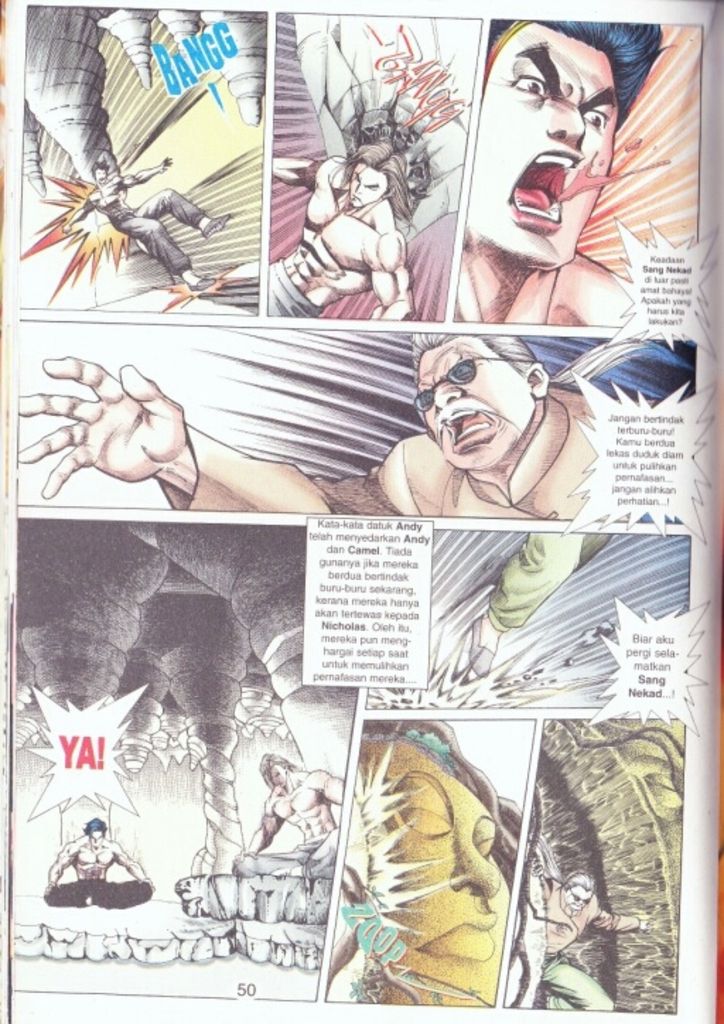 BANGG
!
BANGG
Keadaan
Sang Nekad
di luar pasti
amat bahaya!
Apakah yang
harus kita
lakukan?
Jangan bertindak
terburu-buru!
Kamu berdua
lekas duduk diam
untuk pulihkan
pernafasan...
jangan alihkan
perhatian...!
Kata-kata datuk Andy
telah menyedarkan Andy
dan Camel. Tiada
gunanya jika mereka
berdua bertindak
buru-buru sekarang,
kerana mereka hanya
akan tertewas kepada
Nicholas. Oleh itu,
mereka pun meng-
hargai setiap saat
untuk memulihkan
pernafasan mereka....
Biar aku
pergi sela-
matkan
Sang
Nekad...!
YA!
ZOOP
50